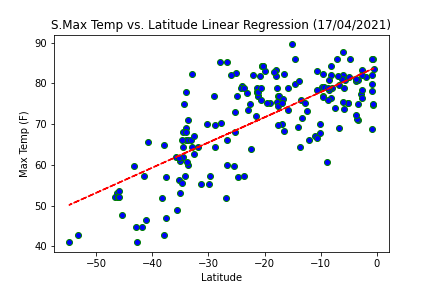 S.Max Temp vs. Latitude Linear Regression (17/04/2021)
90
80
70
60
50
40
Max Temp (F)
−50 −40 −30 −20 −10 0
Latitude